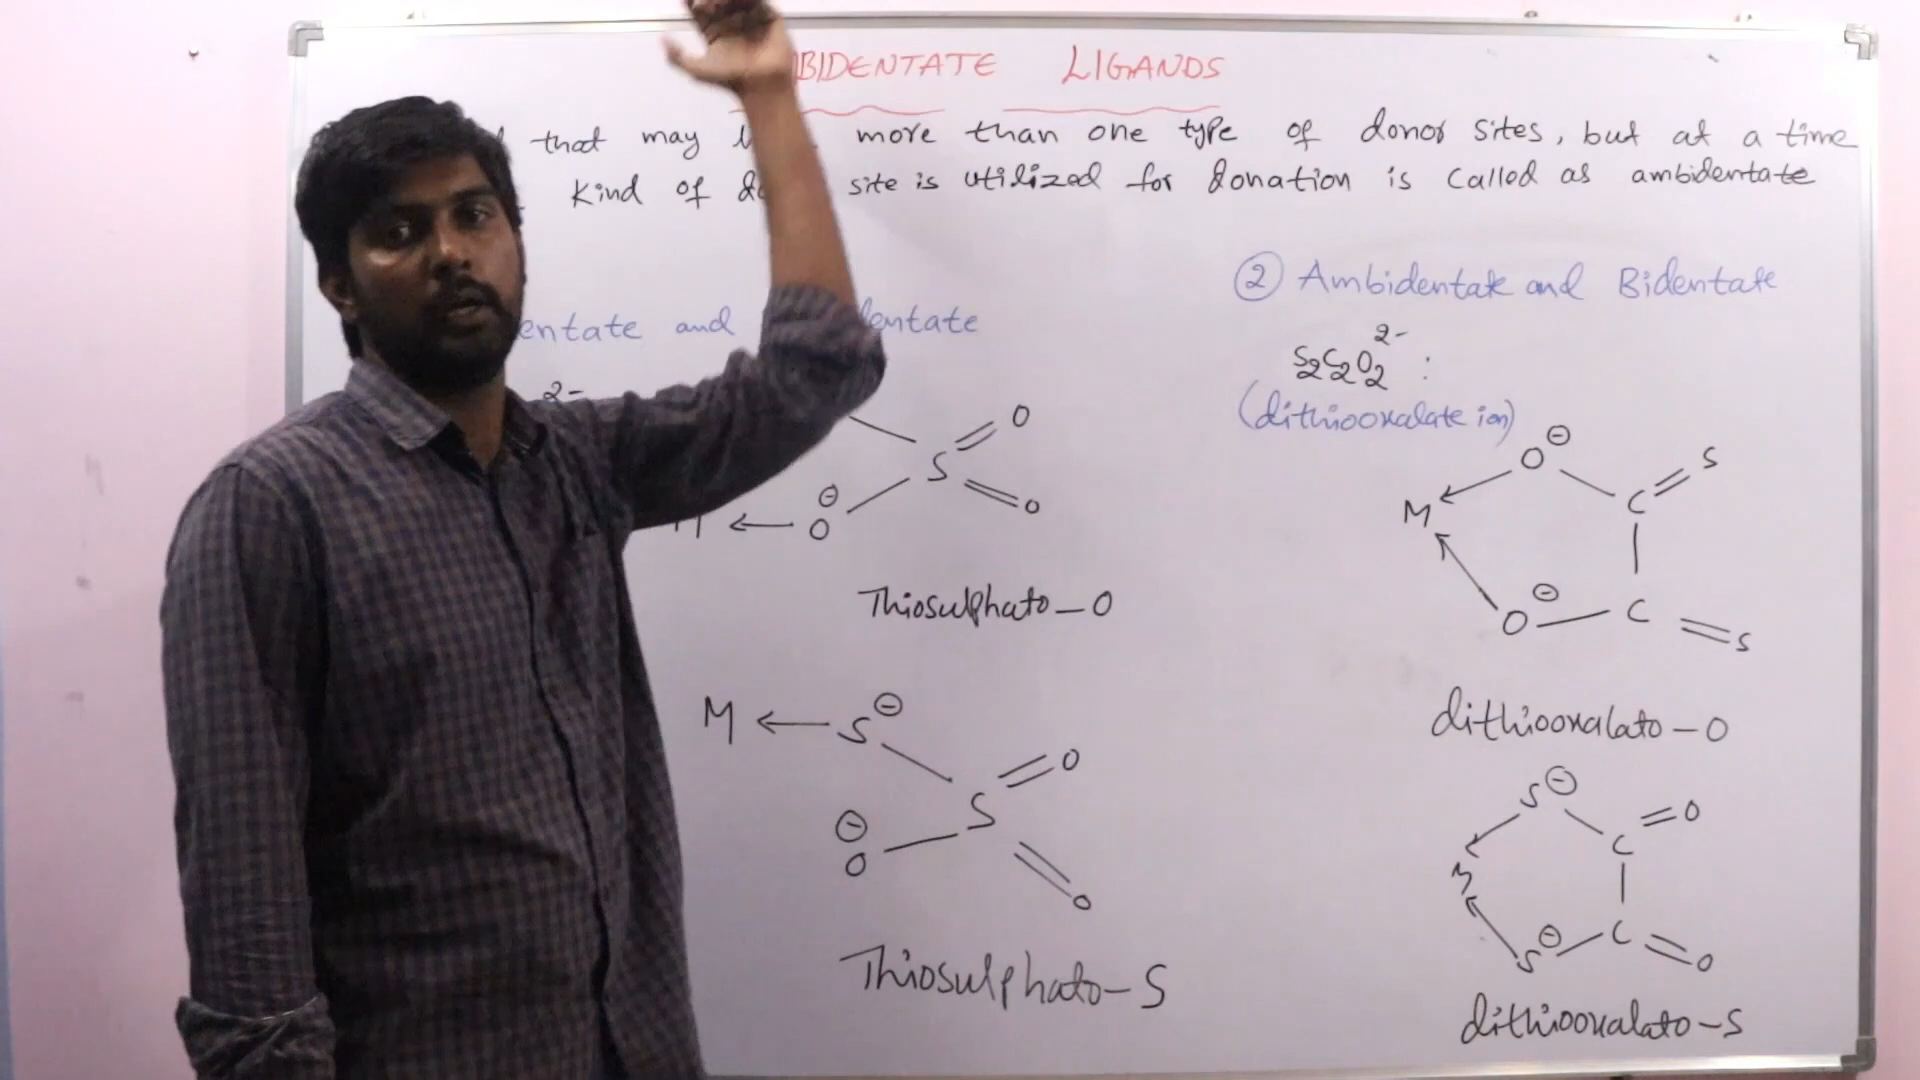 BIDENTATE LIGANDS
that may more than one type of donor sites, but at a time
kind of site is utilized for donation is called as ambidentate
② Ambidentate and Bidentate
entate and dentate
2-
S2C2O2 2- :
(dithiooxalate ion)
S
O
O
M ← O ⊖
Thiosulphato-O
M ← S ⊖
S
O
O ⊖
O
Thiosulphato-S
O ⊖
C
S
M
O ⊖
C
S
dithiooxalato-O
S ⊖
C
O
M
S ⊖
C
O
dithiooxalato-S